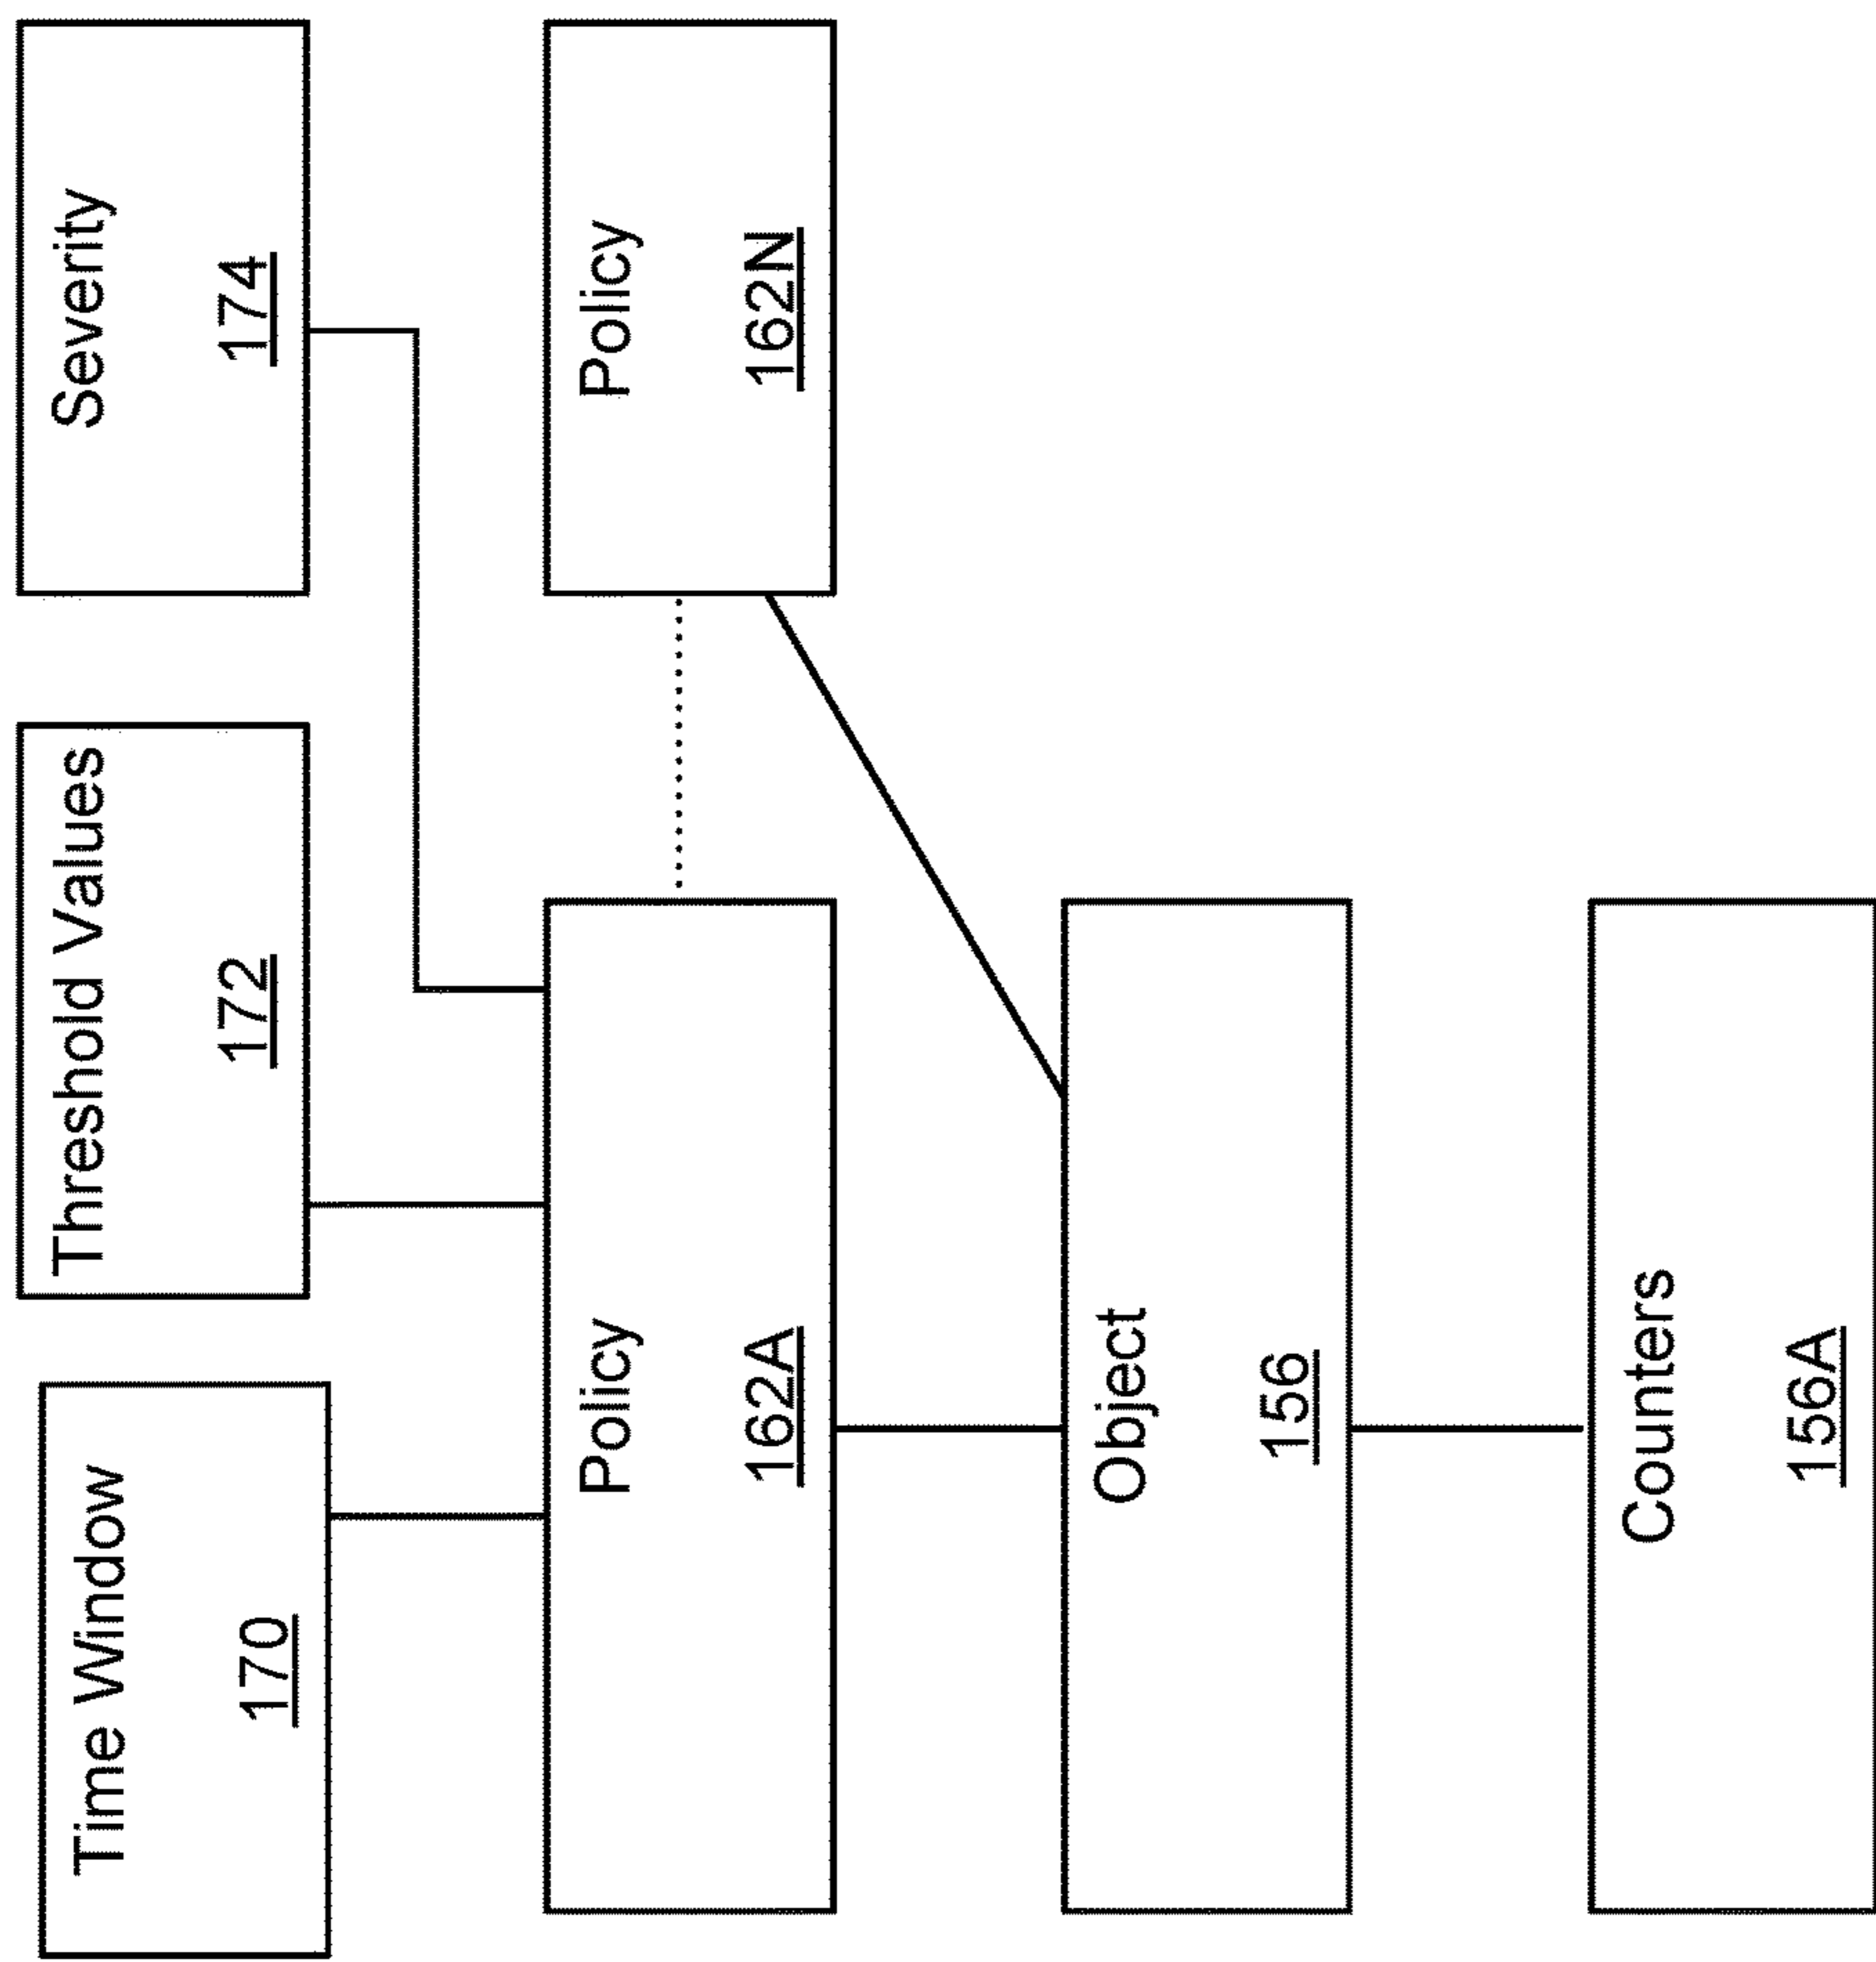 Time Window
170
Threshold Values
172
Severity
174
Policy
162A
Policy
162N
Object
156
Counters
156A